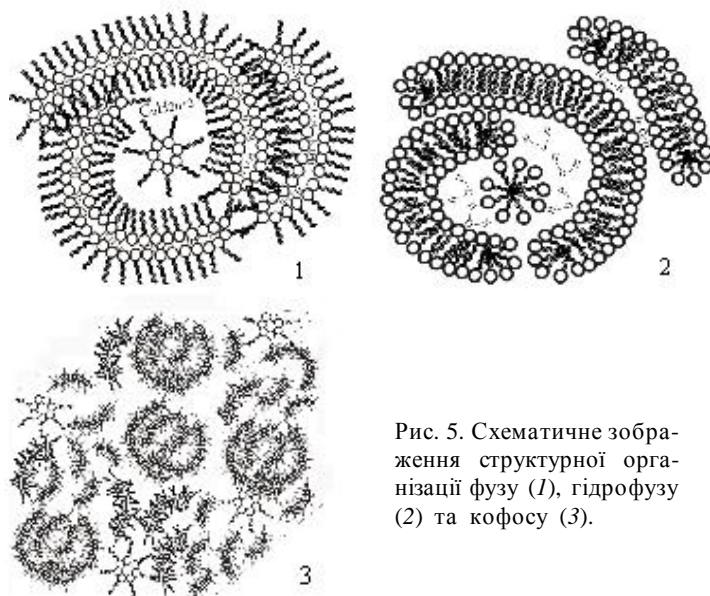 1
2
3
Рис. 5. Схематичне зобра-
ження структурної орга-
нізації фузу (1), гідрофузу
(2) та кофосу (3).